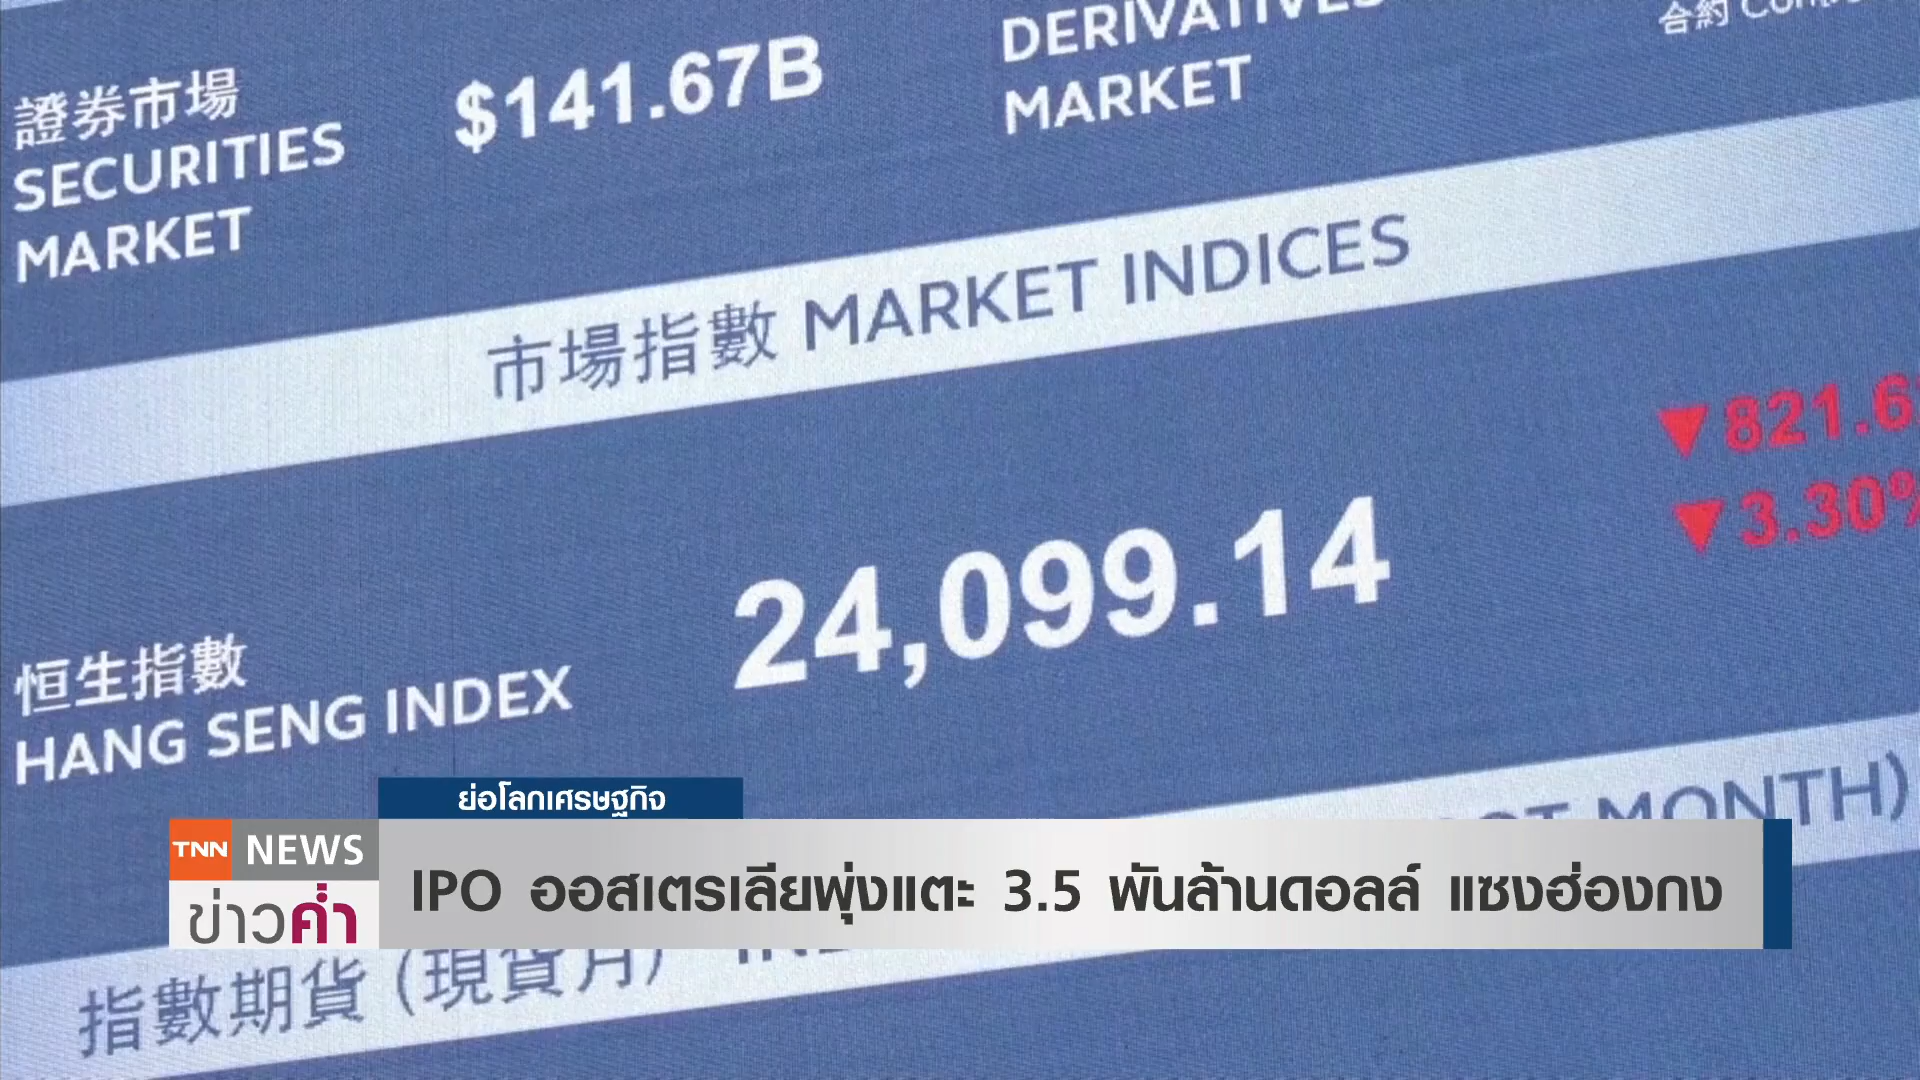 證券市場
SECURITIES
MARKET
$141.67B
DERIVATIVES
MARKET
合約
市場指數 MARKET INDICES
恒生指數
HANG SENG INDEX
24,099.14
▼821.6
▼3.30%
MONTH)
指數期貨 (現貨月)
ย่อโลกเศรษฐกิจ
TNN NEWS
ข่าวค่ำ
IPO ออสเตรเลียพุ่งแตะ 3.5 พันล้านดอลล์ แซงฮ่องกง